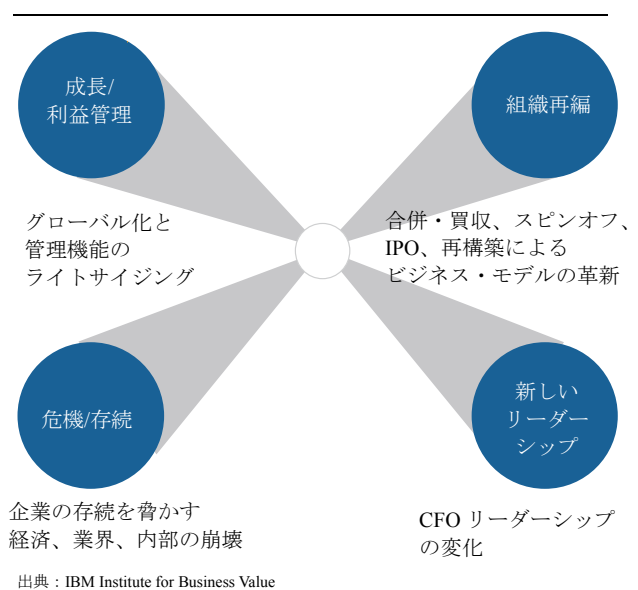 成長/
利益管理
グローバル化と
管理機能の
ライトサイジング
組織再編
合併・買収、スピンオフ、
IPO、再構築による
ビジネス・モデルの革新
危機/存続
企業の存続を脅かす
経済、業界、内部の崩壊
新しい
リーダー
シップ
CFO リーダーシップ
の変化
出典：IBM Institute for Business Value